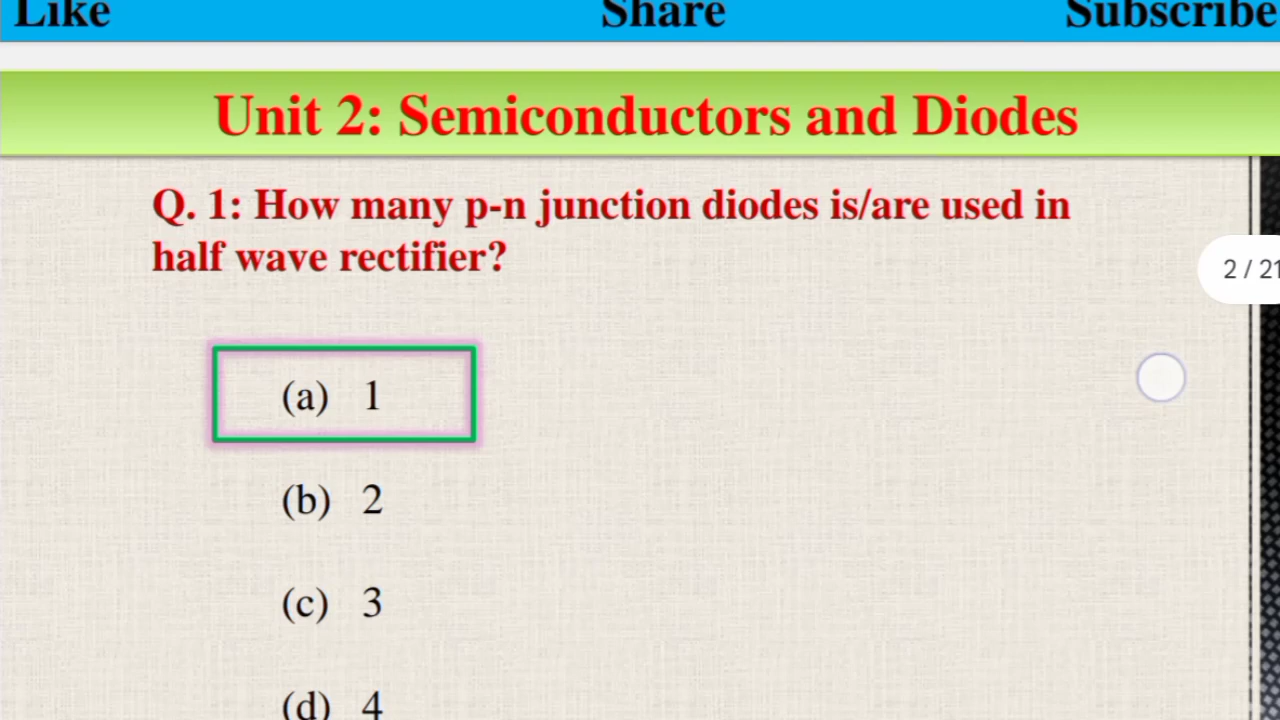 Like Share Subscribe
Unit 2: Semiconductors and Diodes
Q. 1: How many p-n junction diodes is/are used in
half wave rectifier?
2 / 21
(a) 1
(b) 2
(c) 3
(d) 4